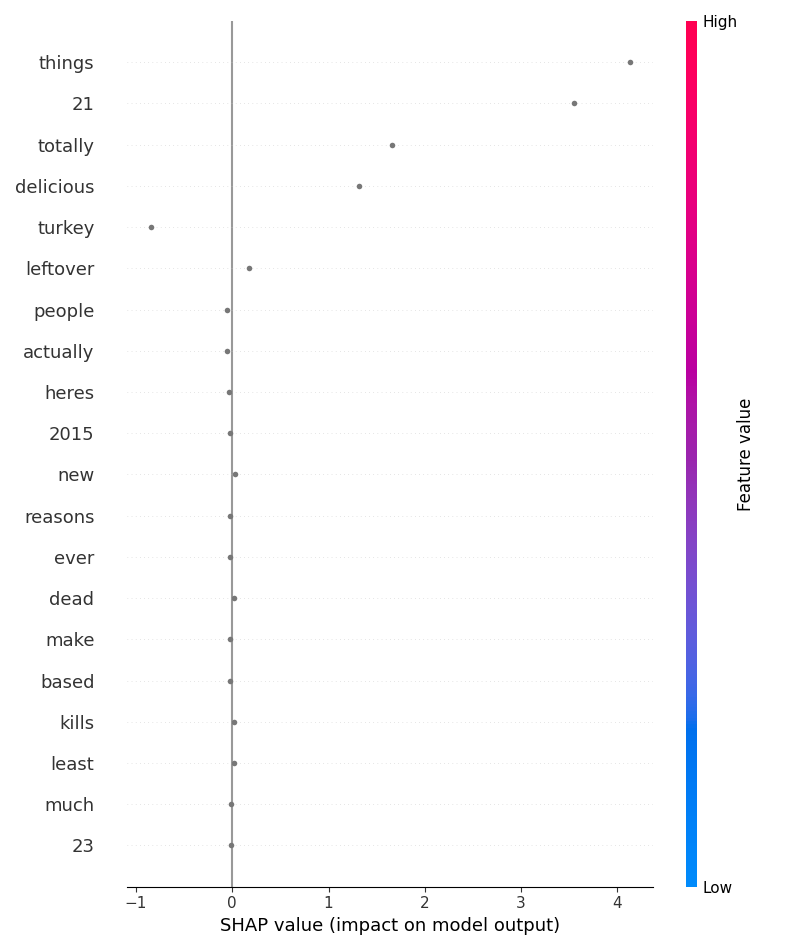 High
things
21
totally
delicious
turkey
leftover
people
actually
heres
2015
new
reasons
ever
dead
make
based
kills
least
much
23
Feature value
Low
−1 0 1 2 3 4
SHAP value (impact on model output)